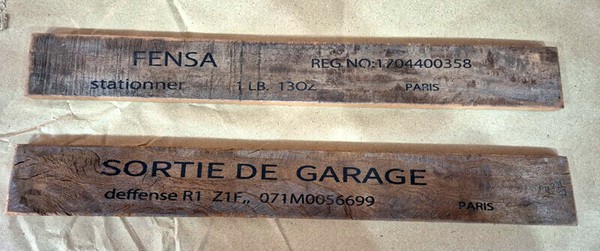 FENSA REG.NO:1704400358
stationner 1 LB. 13OZ PARIS
SORTIE DE GARAGE
deffense R1 Z1F,, 071M0056699 PARIS